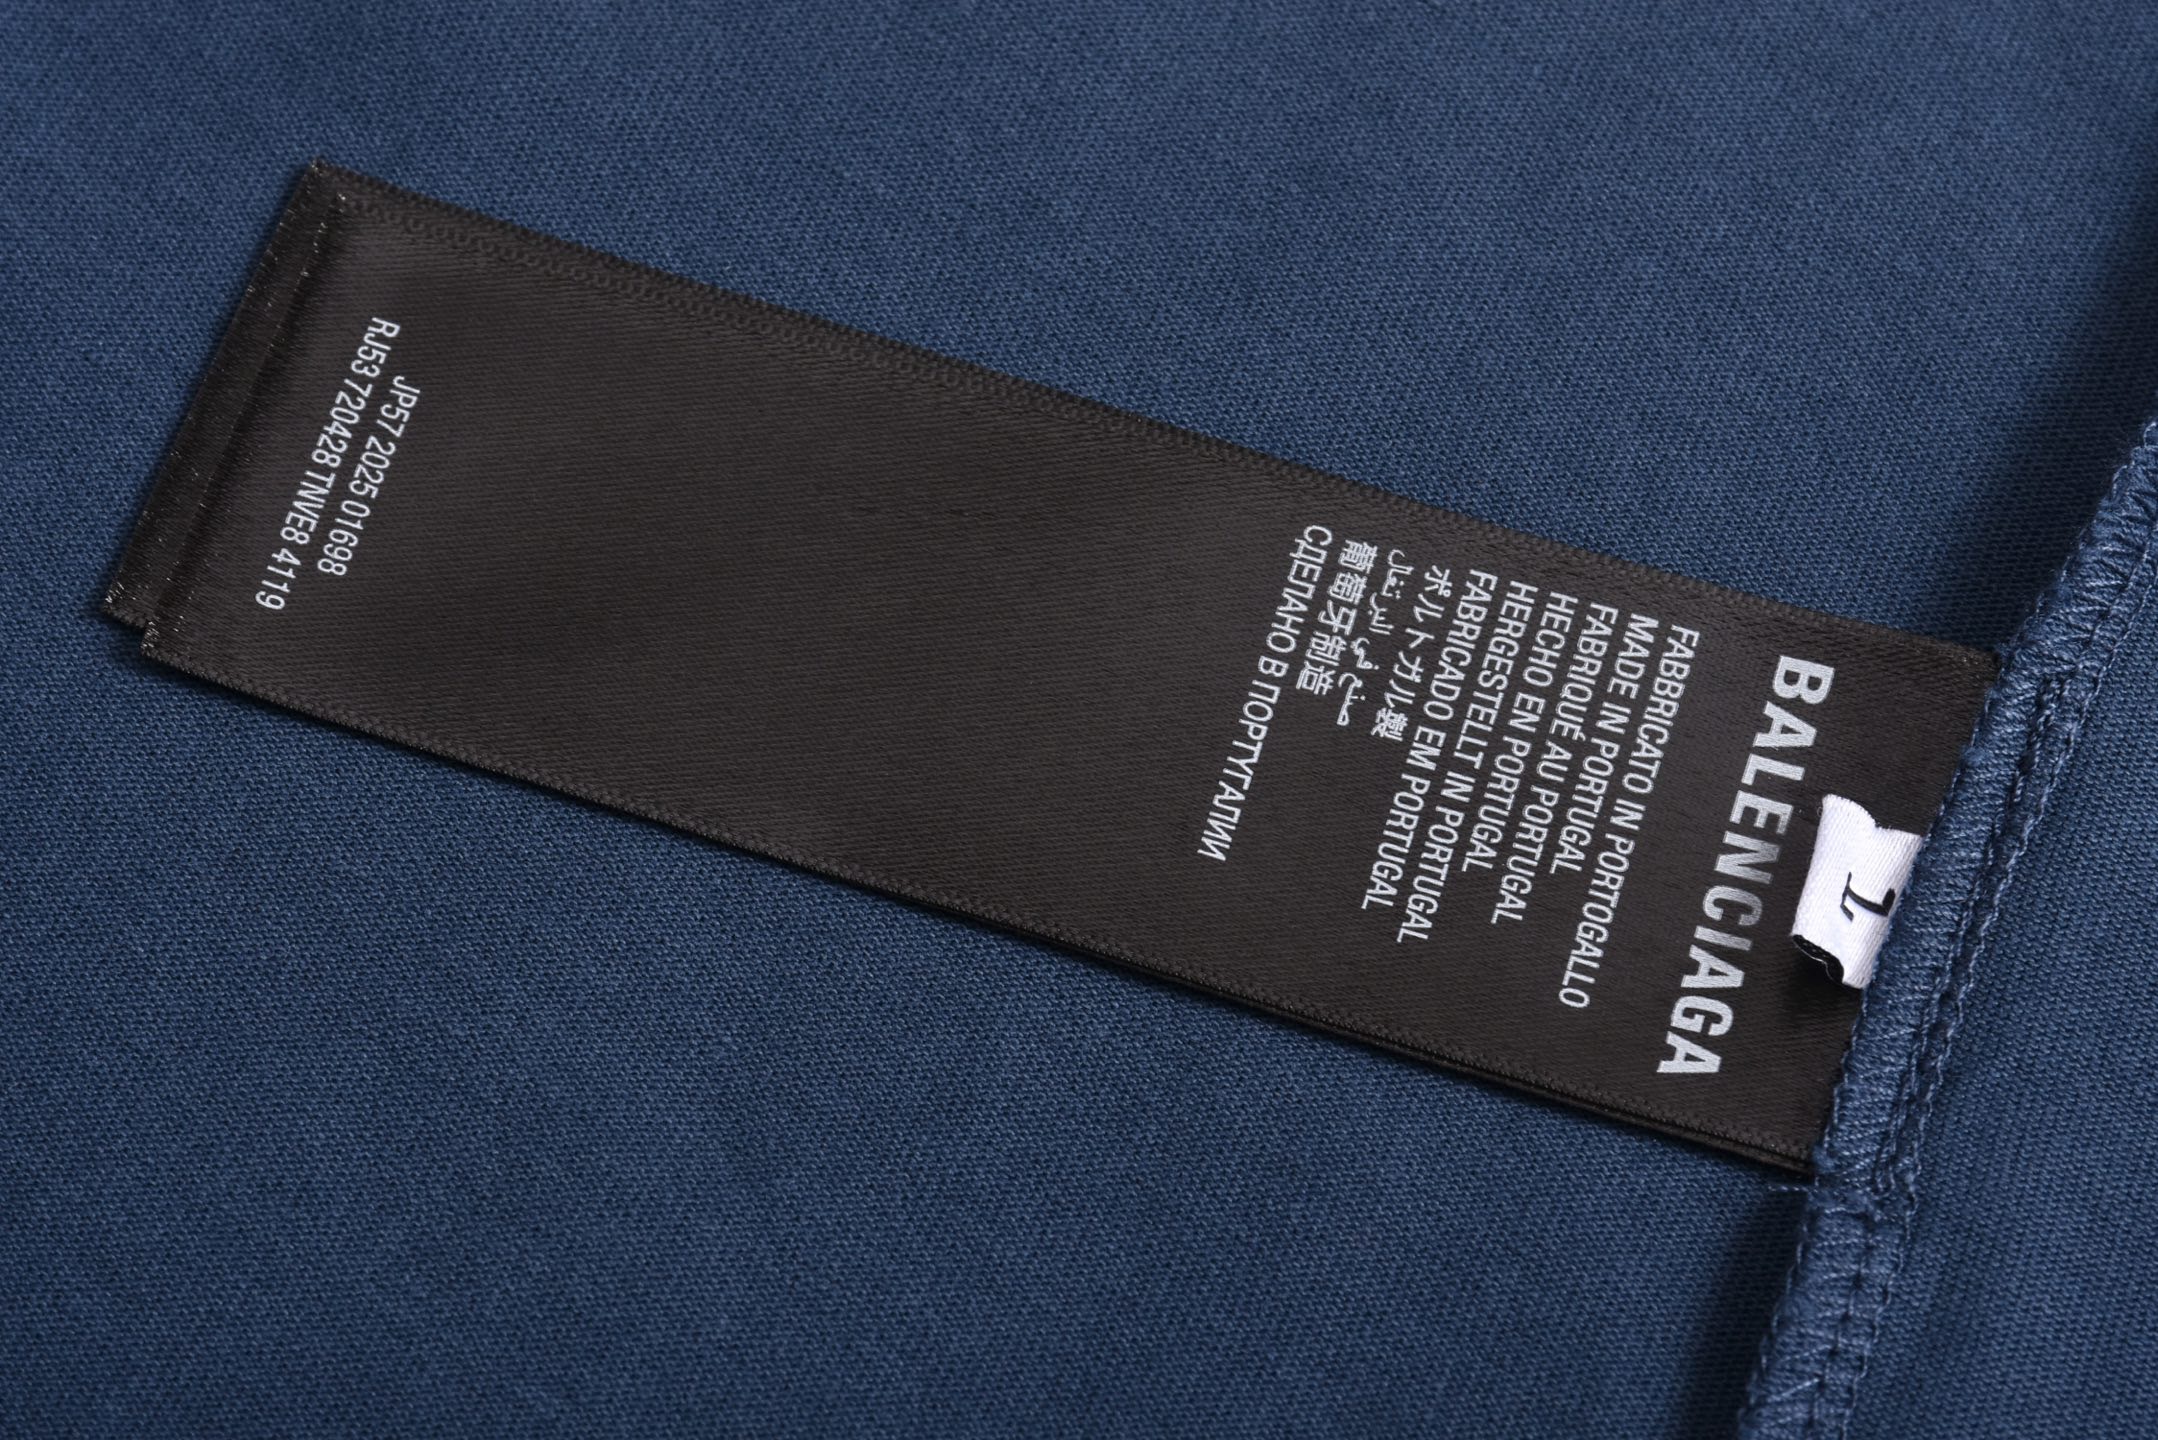 L
BALENCIAGA
FABBRICATO IN PORTOGALLO
MADE IN PORTUGAL
FABRIQUÉ AU PORTUGAL
HECHO EN PORTUGAL
HERGESTELLT IN PORTUGAL
FABRICADO EM PORTUGAL
ポルトガル製
صنع في البرتغال
葡萄牙制造
СДЕЛАНО В ПОРТУГАЛИИ
JP57 2025 01698
RJ53 720428 TNVE8 4119